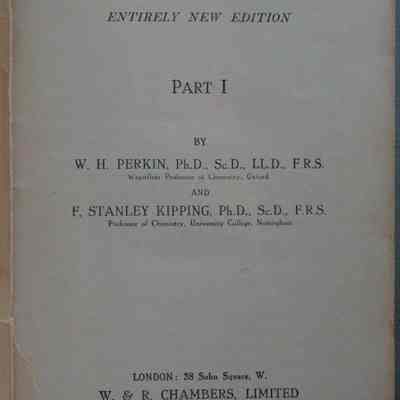 ENTIRELY NEW EDITION
PART I
BY
W. H. PERKIN, Ph.D., Sc.D., LL.D., F.R.S.
Waynflete Professor of Chemistry, Oxford
AND
F. STANLEY KIPPING, Ph.D., Sc.D., F.R.S.
Professor of Chemistry, University College, Nottingham
LONDON: 38 Soho Square, W.
W. & R. CHAMBERS, LIMITED